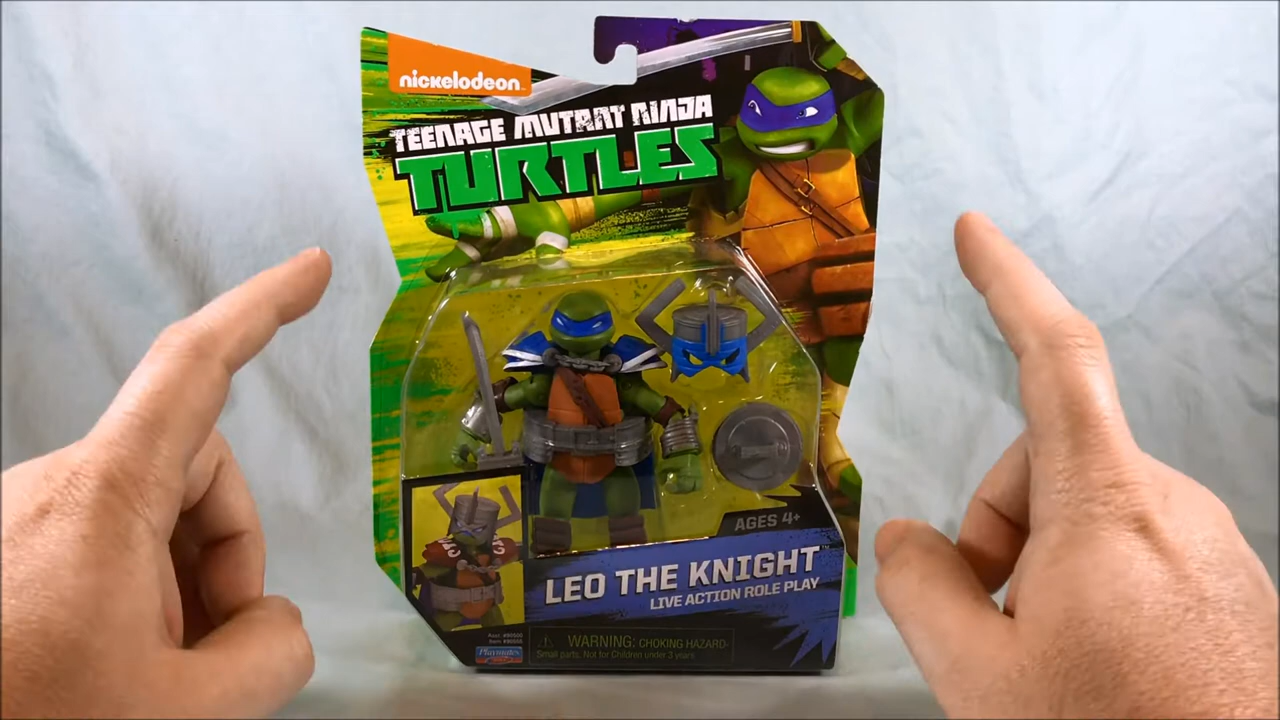 nickelodeon
TEENAGE MUTANT NINJA
TURTLES
AGES 4+
LEO THE KNIGHT™
LIVE ACTION ROLE PLAY
WARNING: CHOKING HAZARD-
Small parts. Not for Children under 3 years.
Playmates